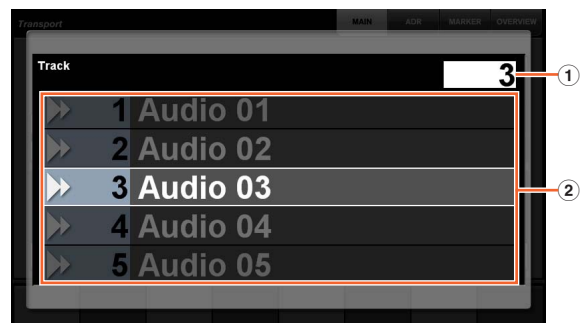 Transport MAIN ADR MARKER OVERVIEW
Track
3
①
1 Audio 01
2 Audio 02
3 Audio 03
②
4 Audio 04
5 Audio 05